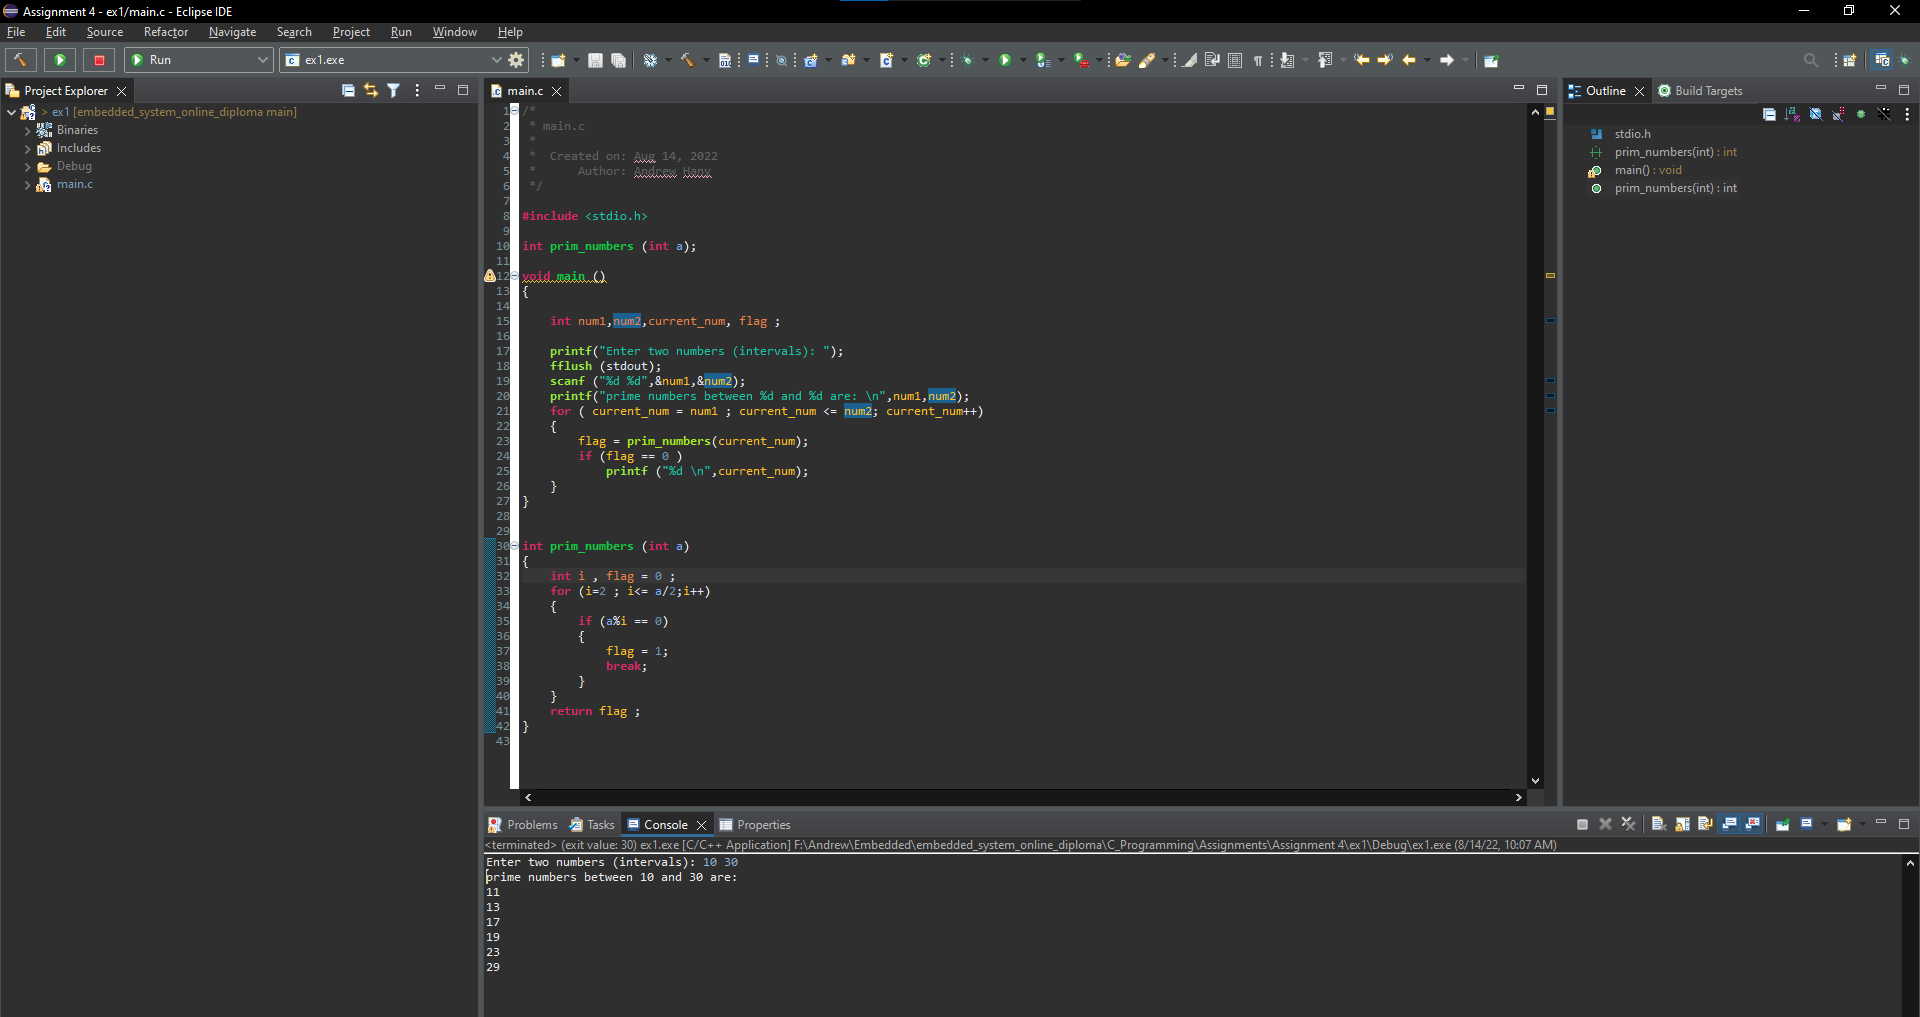 Assignment 4 - ex1/main.c - Eclipse IDE
File Edit Source Refactor Navigate Search Project Run Window Help
Run ex1.exe
Project Explorer
> ex1 [embedded_system_online_diploma main]
Binaries
Includes
Debug
main.c
main.c
1 /*
2  * main.c
3  *
4  *  Created on: Aug 14, 2022
5  *      Author: Andrew Hany
6  */
7
8 #include <stdio.h>
9
10 int prim_numbers (int a);
11
12 void main ()
13 {
14
15     int num1,num2,current_num, flag ;
16
17     printf("Enter two numbers (intervals): ");
18     fflush (stdout);
19     scanf ("%d %d",&num1,&num2);
20     printf("prime numbers between %d and %d are: \n",num1,num2);
21     for ( current_num = num1 ; current_num <= num2; current_num++)
22     {
23         flag = prim_numbers(current_num);
24         if (flag == 0 )
25             printf ("%d \n",current_num);
26     }
27 }
28
29
30 int prim_numbers (int a)
31 {
32     int i , flag = 0 ;
33     for (i=2 ; i<= a/2;i++)
34     {
35         if (a%i == 0)
36         {
37             flag = 1;
38             break;
39         }
40     }
41     return flag ;
42 }
43
Outline Build Targets
stdio.h
prim_numbers(int) : int
main() : void
prim_numbers(int) : int
Problems Tasks Console Properties
<terminated> (exit value: 30) ex1.exe [C/C++ Application] F:\Andrew\Embedded\embedded_system_online_diploma\C_Programming\Assignments\Assignment 4\ex1\Debug\ex1.exe (8/14/22, 10:07 AM)
Enter two numbers (intervals): 10 30
prime numbers between 10 and 30 are:
11
13
17
19
23
29